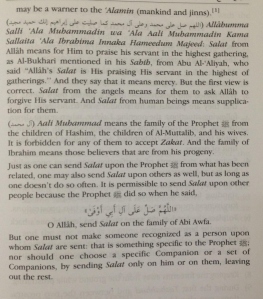 may be a warner to the 'Alamin (mankind and jinns).[1]
(اللهم صل على محمد وعلى آل محمد كما صليت على إبراهيم إنك حميد مجيد) Allâhumma
Salli 'Ala Muhammadin wa 'Ala Aali Muhammadin Kama
Sallaita 'Ala Ibrahima Innaka Hameedum Majeed. Salat from
Allâh means for Him to praise his servant in the highest gathering,
as Al-Bukhari mentioned in his Sahih, from Abu Al-'Aliyah, who
said "Allâh's Salat is His praising His servant in the highest of
gatherings." And they say that it means mercy. But the first view is
correct. Salat from the angels means for them to ask Allâh to
forgive His servant. And Salat from human beings means supplica-
tion for them.
(آل محمد) Aali Muhammad means the family of the Prophet ﷺ from
the children of Hashim, the children of Al-Muttalib, and his wives.
It is forbidden for any of them to accept Zakat. And the family of
Ibrahim means those believers that are from his progeny.
Just as one can send Salat upon the Prophet ﷺ from what has been
related, one may also send Salat upon others as well, but as long as
one doesn't do so often. It is permissible to send Salat upon other
people because the Prophet ﷺ did so when he said,
«اللَّهُمَّ صَلِّ عَلَى آلِ أَبِي أَوْفَى»
O Allâh, send Salat on the family of Abi Awfa.
But one must not someone recognized as a person upon
whom Salat are sent: that is something specific to the Prophet ﷺ;
nor should one choose a specific Companion or a set of
Companions, by sending Salat only on him or on them, leaving
out the rest.